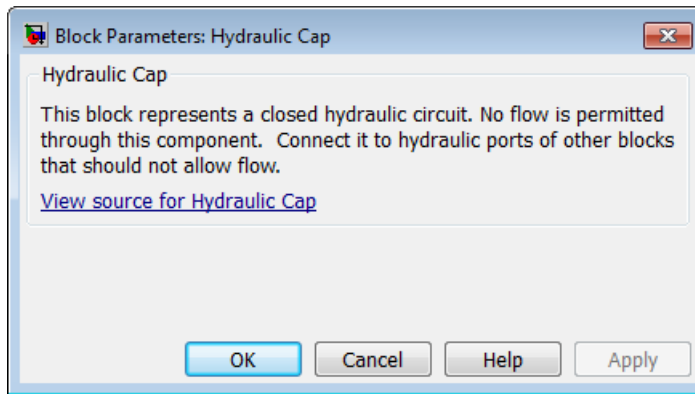 Block Parameters: Hydraulic Cap
Hydraulic Cap
This block represents a closed hydraulic circuit. No flow is permitted
through this component.  Connect it to hydraulic ports of other blocks
that should not allow flow.
View source for Hydraulic Cap
OK Cancel Help Apply